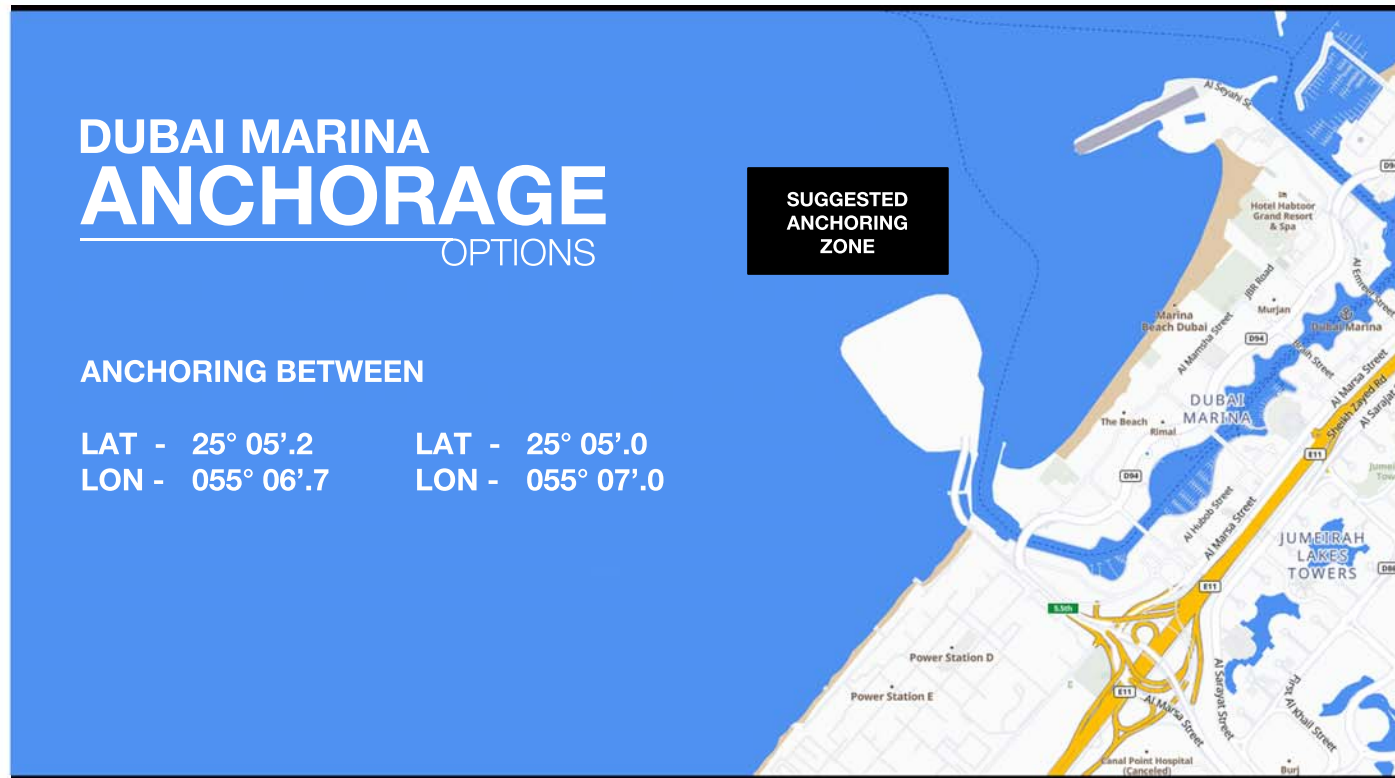 DUBAI MARINA
ANCHORAGE
OPTIONS
ANCHORING BETWEEN
LAT - 25° 05’.2 LAT - 25° 05’.0
LON - 055° 06’.7 LON - 055° 07’.0
SUGGESTED
ANCHORING
ZONE
Al Seyahi St.
D94
Hotel Habtoor
Grand Resort
& Spa
JBR Road
Al Emreef Street
Murjan
Marina
Beach Dubai
Dubai Marina
D94
Al Mamsha Street
Al Marsa Street
Sheikh Zayed Rd
DUBAI
MARINA
The Beach
Rimal
E11
D94
Al Hubob Street
Al Marsa Street
JUMEIRAH
LAKES
TOWERS
E11
S.5th
Power Station D
Power Station E
E11
Al Marsa Street
Al Sarayat Street
First Al Khail Street
Canal Point Hospital
(Canceled)
Burj